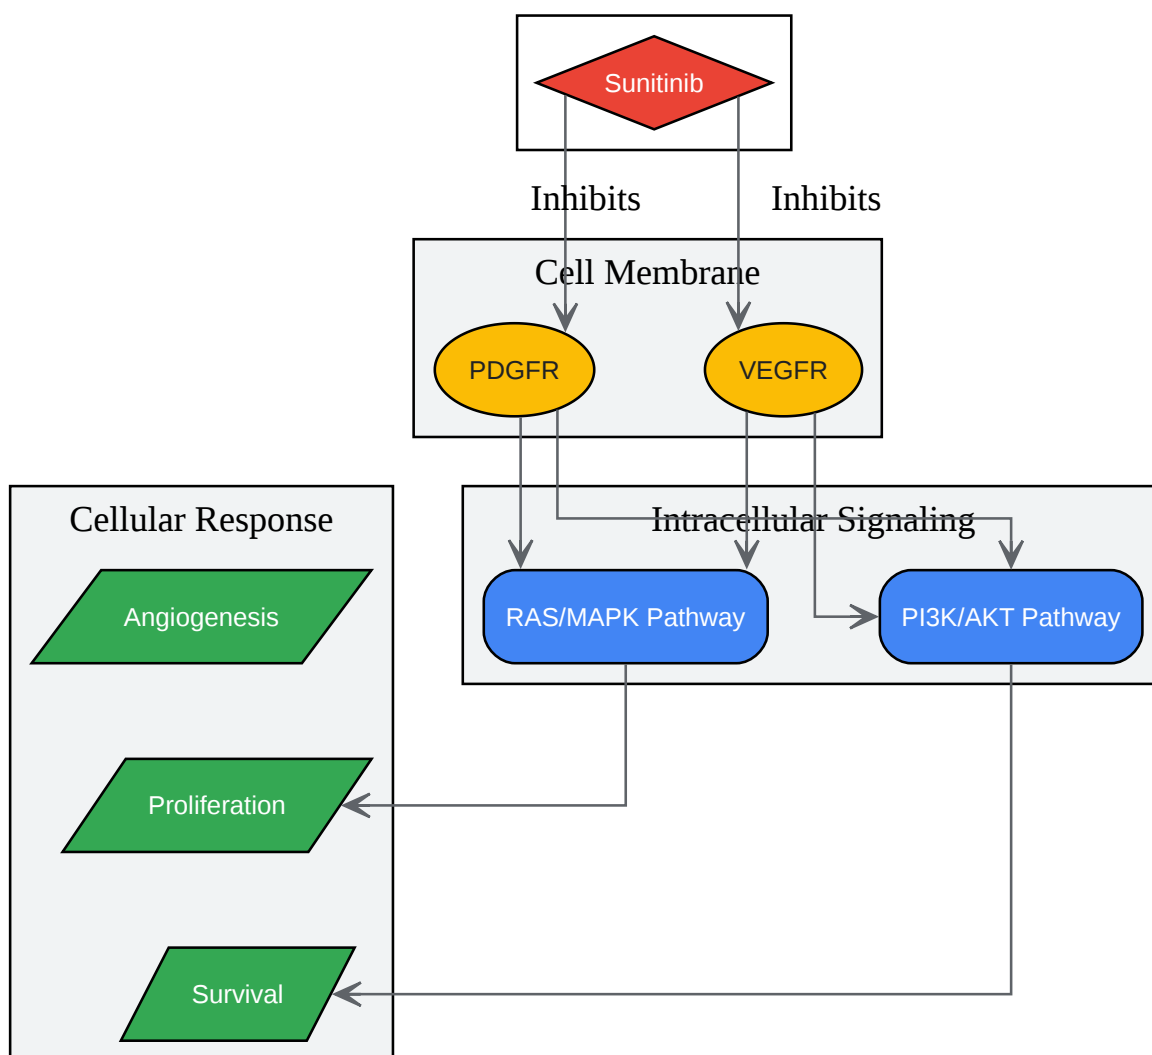 Sunitinib
Inhibits
Inhibits
Cell Membrane
PDGFR
VEGFR
Cellular Response
Intracellular Signaling
Angiogenesis
RAS/MAPK Pathway
PI3K/AKT Pathway
Proliferation
Survival